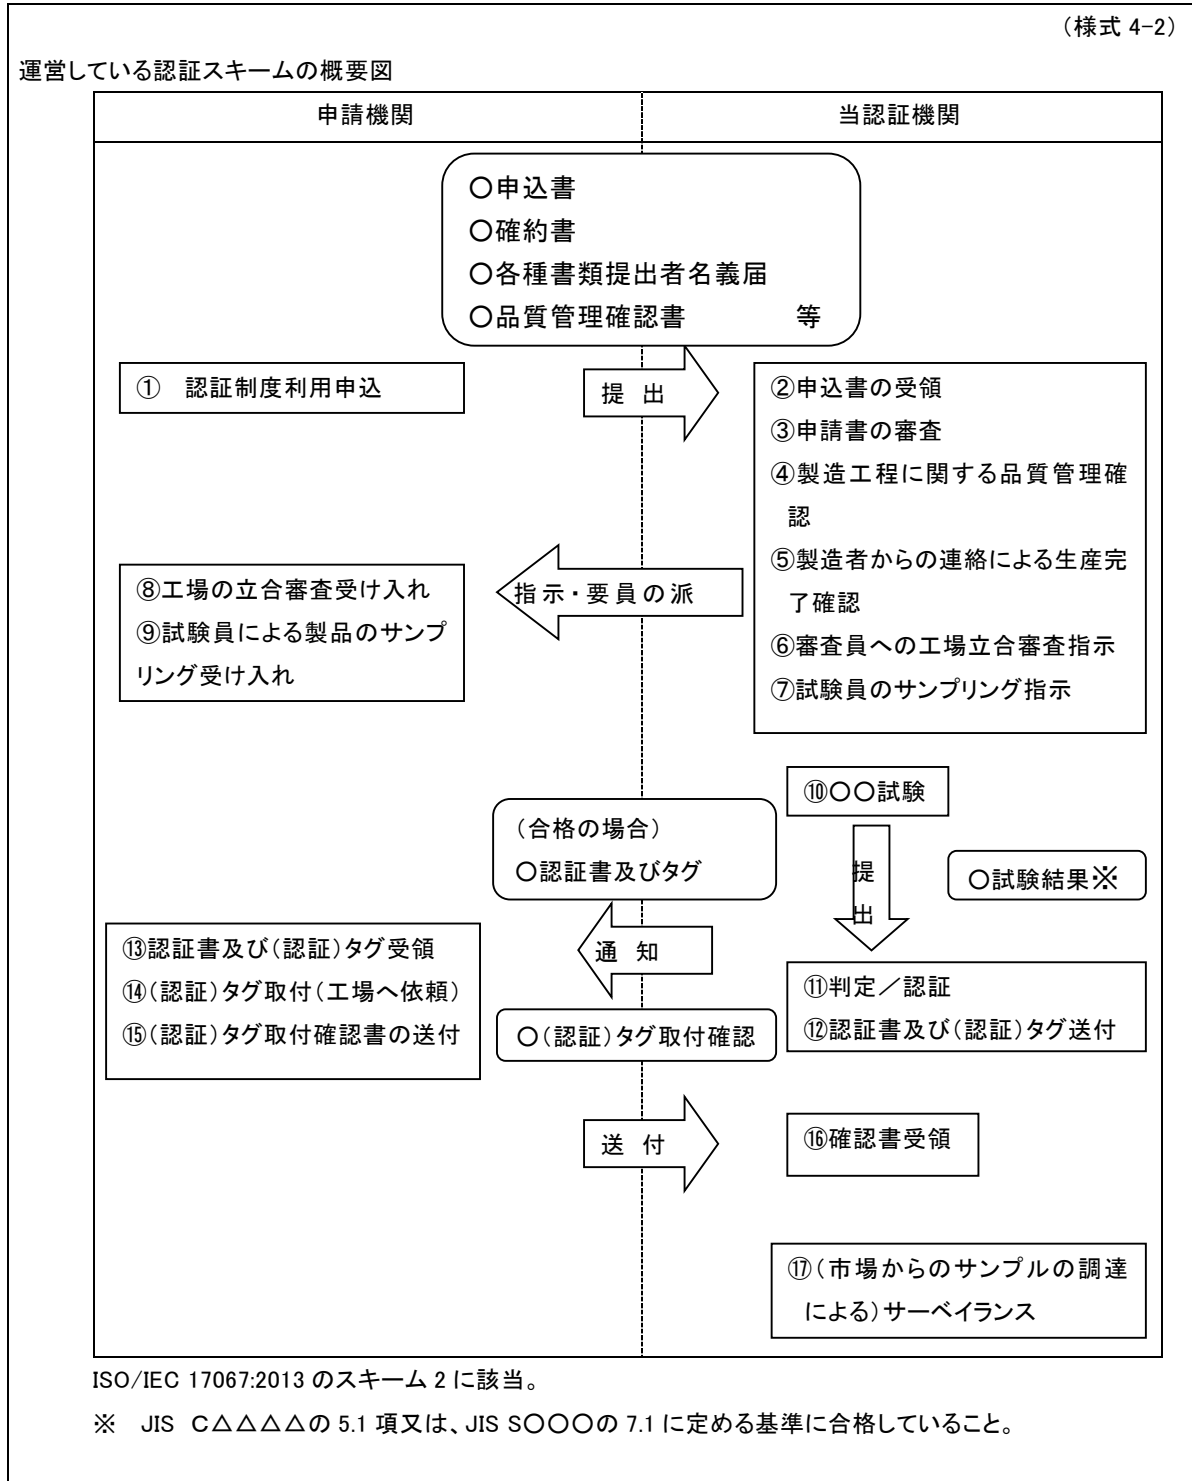 （様式 4-2）
運営している認証スキームの概要図
申請機関
当認証機関
〇申込書
〇確約書
〇各種書類提出者名義届
〇品質管理確認書　　　等
①　認証制度利用申込
提 出
②申込書の受領
③申請書の審査
④製造工程に関する品質管理確
認
⑤製造者からの連絡による生産完
了確認
⑥審査員への工場立合審査指示
⑦試験員のサンプリング指示
指示・要員の派
⑧工場の立合審査受け入れ
⑨試験員による製品のサンプ
リング受け入れ
⑩〇〇試験
（合格の場合）
〇認証書及びタグ
提
出
〇試験結果※
通 知
⑬認証書及び（認証）タグ受領
⑭（認証）タグ取付（工場へ依頼）
⑮（認証）タグ取付確認書の送付
〇（認証）タグ取付確認
⑪判定／認証
⑫認証書及び（認証）タグ送付
送 付
⑯確認書受領
⑰（市場からのサンプルの調達
による）サーベイランス
ISO/IEC 17067:2013 のスキーム 2 に該当。
※　JIS C△△△△の 5.1 項又は、JIS S〇〇〇の 7.1 に定める基準に合格していること。